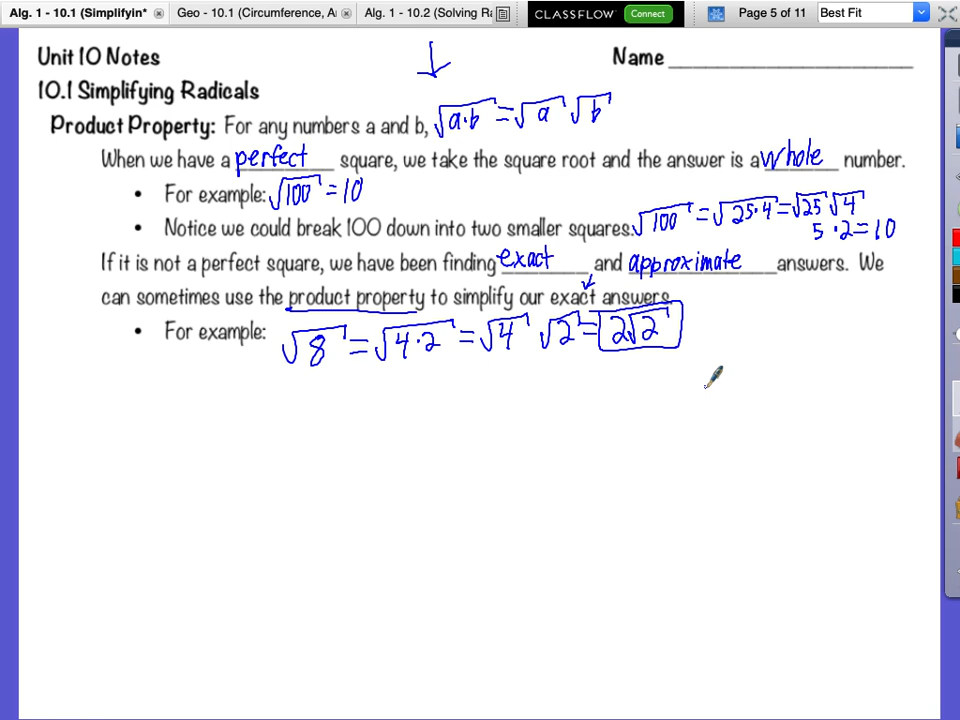 Alg. 1 - 10.1 (Simplifyin* Geo - 10.1 (Circumference, A Alg. 1 - 10.2 (Solving Ra CLASSFLOW Connect Page 5 of 11 Best Fit
Unit 10 Notes Name ____________________
10.1 Simplifying Radicals
Product Property: For any numbers a and b, √a·b = √a √b
When we have a perfect square, we take the square root and the answer is a whole number.
• For example: √100 = 10
• Notice we could break 100 down into two smaller squares. √100 = √25·4 = √25 √4
5 · 2 = 10
If it is not a perfect square, we have been finding exact and approximate answers. We
can sometimes use the product property to simplify our exact answers.
• For example: √8 = √4·2 = √4 √2 = 2√2